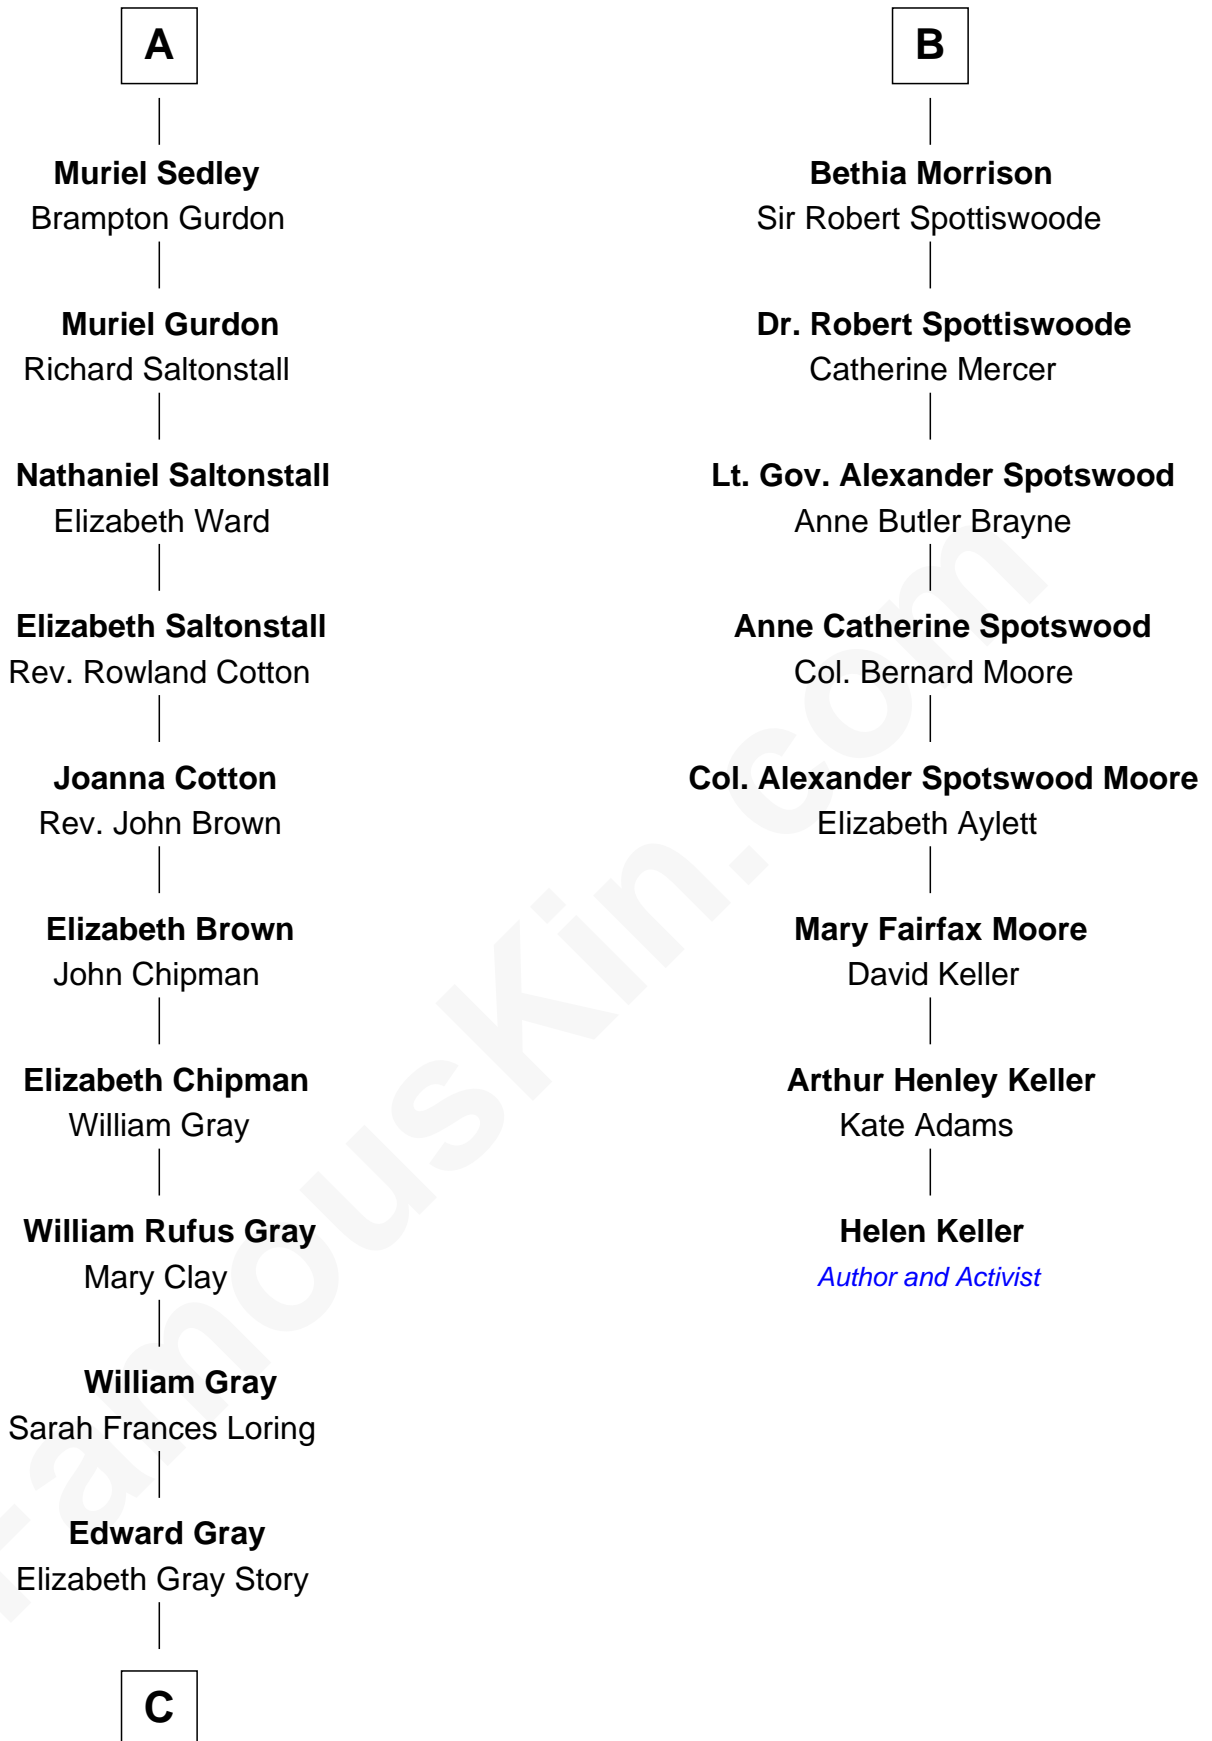 A
Muriel Sedley
Brampton Gurdon
Muriel Gurdon
Richard Saltonstall
Nathaniel Saltonstall
Elizabeth Ward
Elizabeth Saltonstall
Rev. Rowland Cotton
Joanna Cotton
Rev. John Brown
Elizabeth Brown
John Chipman
Elizabeth Chipman
William Gray
William Rufus Gray
Mary Clay
William Gray
Sarah Frances Loring
Edward Gray
Elizabeth Gray Story
C
B
Bethia Morrison
Sir Robert Spottiswoode
Dr. Robert Spottiswoode
Catherine Mercer
Lt. Gov. Alexander Spotswood
Anne Butler Brayne
Anne Catherine Spotswood
Col. Bernard Moore
Col. Alexander Spotswood Moore
Elizabeth Aylett
Mary Fairfax Moore
David Keller
Arthur Henley Keller
Kate Adams
Helen Keller
Author and Activist
FamousKin.com